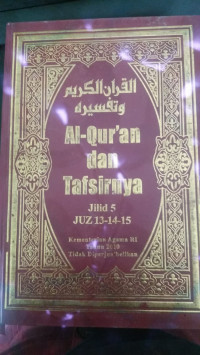 القرآن الكريم
وتفسيره
Al-Qur'an
dan
Tafsirnya
Jilid 5
JUZ 13-14-15
Kementerian Agama RI
Tahun
Tidak Diperjualbelikan